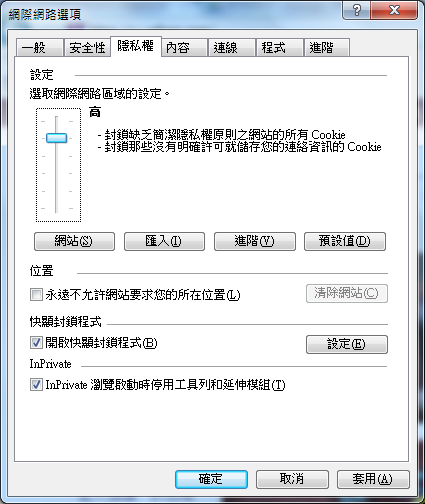 網際網路選項
一般 安全性 隱私權 內容 連線 程式 進階
設定
選取網際網路區域的設定。
高
- 封鎖缺乏簡潔隱私權原則之網站的所有 Cookie
- 封鎖那些沒有明確許可就儲存您的連絡資訊的 Cookie
網站(S) 匯入(I) 進階(V) 預設值(D)
位置
永遠不允許網站要求您的所在位置(L) 清除網站(C)
快顯封鎖程式
開啟快顯封鎖程式(B) 設定(E)
InPrivate
InPrivate 瀏覽啟動時停用工具列和延伸模組(T)
確定 取消 套用(A)